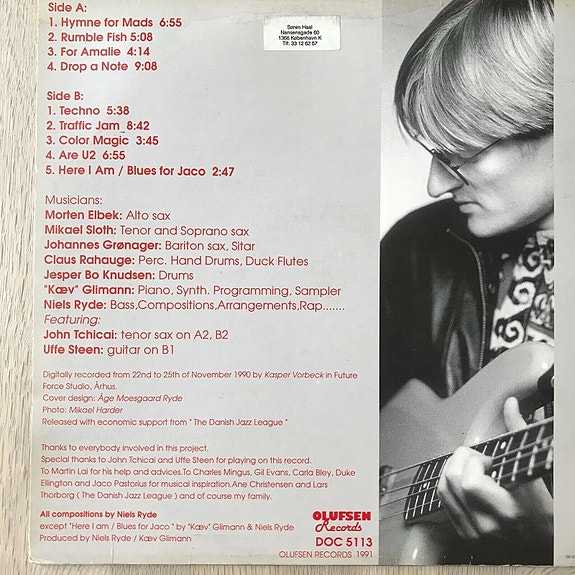 Side A:
1. Hymne for Mads 6:55
2. Rumble Fish 5:08
3. For Amalie 4:14
4. Drop a Note 9:08
Søren Haal
Nansensgade 60
1366 København K
Tlf: 33 12 62 67
Side B:
1. Techno 5:38
2. Traffic Jam 8:42
3. Color Magic 3:45
4. Are U2 6:55
5. Here I Am / Blues for Jaco 2:47
Musicians:
Morten Elbek: Alto sax
Mikael Sloth: Tenor and Soprano sax
Johannes Grønager: Bariton sax, Sitar
Claus Rahauge: Perc. Hand Drums, Duck Flutes
Jesper Bo Knudsen: Drums
"Kæv" Glimann: Piano, Synth. Programming, Sampler
Niels Ryde: Bass,Compositions,Arrangements,Rap.......
Featuring:
John Tchicai: tenor sax on A2, B2
Uffe Steen: guitar on B1
Digitally recorded from 22nd to 25th of November 1990 by Kasper Vorbeck in Future
Force Studio, Århus.
Cover design: Åge Moesgaard Ryde
Photo: Mikael Harder
Released with economic support from " The Danish Jazz League "
Thanks to everybody involved in this project.
Special thanks to John Tchicai and Uffe Steen for playing on this record.
To Martin Lai for his help and advices.To Charles Mingus, Gil Evans, Carla Bley, Duke
Ellington and Jaco Pastorius for musical inspiration.Ane Christensen and Lars
Thorborg ( The Danish Jazz League ) and of course my family.
All compositions by Niels Ryde
except "Here I am / Blues for Jaco " by "Kæv" Glimann & Niels Ryde
Produced by Niels Ryde / Kæv Glimann
OLUFSEN
Records
DOC 5113
OLUFSEN RECORDS 1991